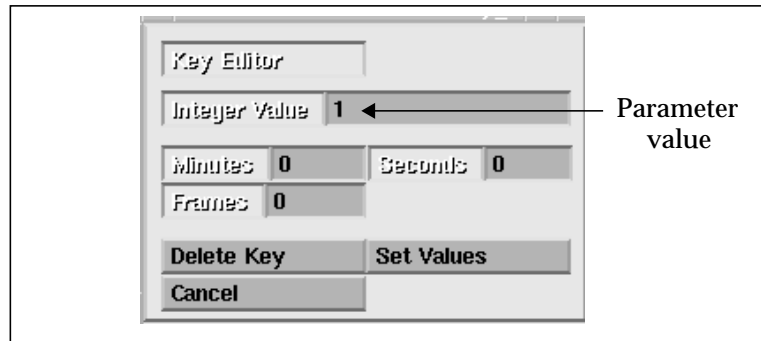 Key Editor
Integer Value 1
Parameter
value
Minutes 0 Seconds 0
Frames 0
Delete Key Set Values
Cancel